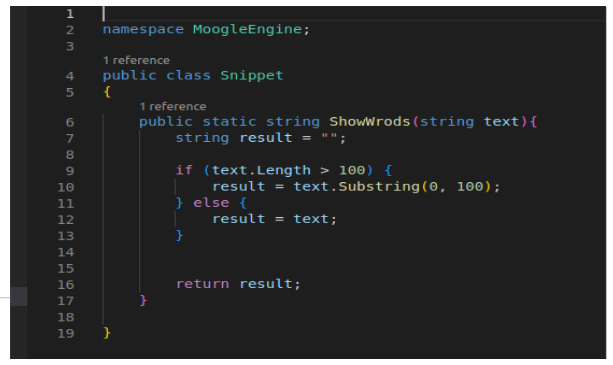 1
2 namespace MoogleEngine;
3
1 reference
4 public class Snippet
5 {
1 reference
6 public static string ShowWrods(string text){
7 string result = "";
8
9 if (text.Length > 100) {
10 result = text.Substring(0, 100);
11 } else {
12 result = text;
13 }
14
15
16 return result;
17 }
18
19 }